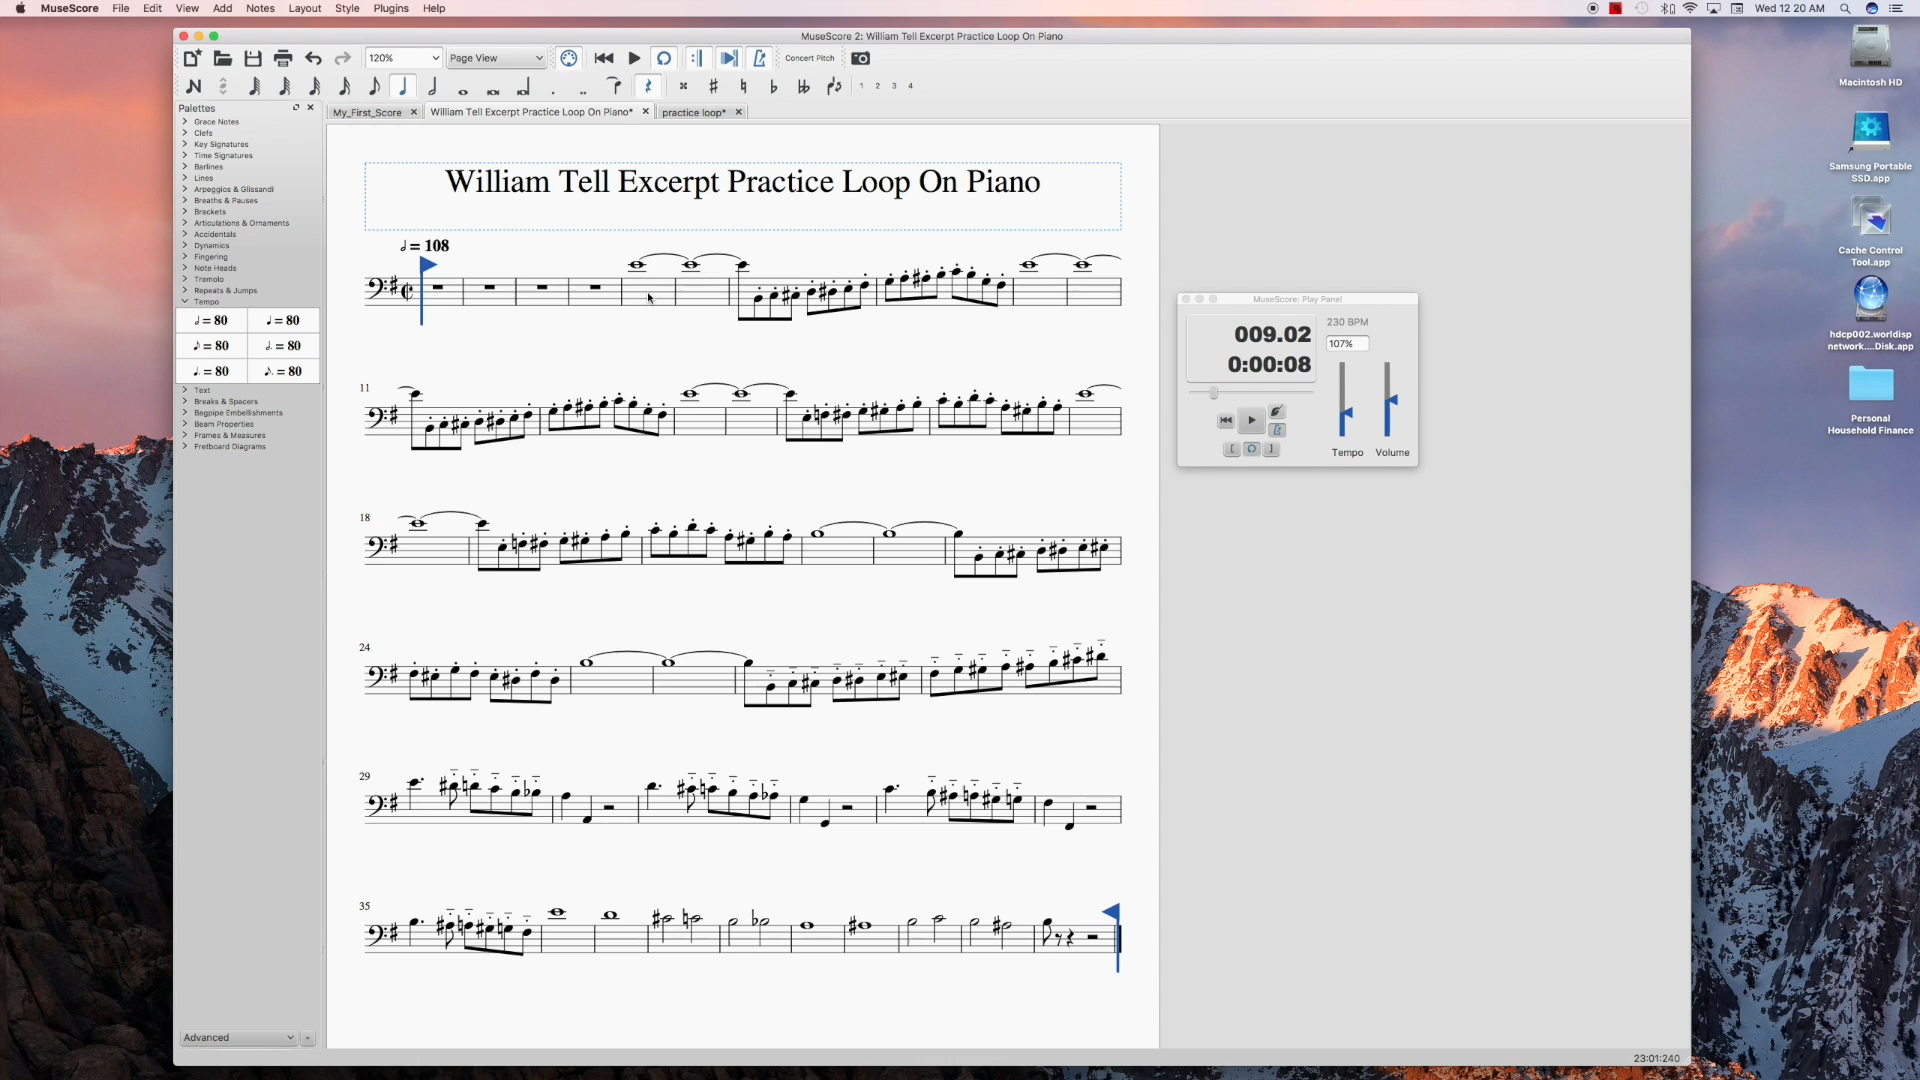 MuseScore File Edit View Add Notes Layout Style Plugins Help
Wed 12 20 AM
MuseScore 2: William Tell Excerpt Practice Loop On Piano
120%
Page View
Concert Pitch
1 2 3 4
Palettes
My_First_Score
William Tell Excerpt Practice Loop On Piano*
practice loop*
Grace Notes
Clefs
Key Signatures
Time Signatures
Barlines
Lines
Arpeggios & Glissandi
Breaths & Pauses
Brackets
Articulations & Ornaments
Accidentals
Dynamics
Fingering
Note Heads
Tremolo
Repeats & Jumps
Tempo
= 80 = 80
= 80 = 80
= 80 = 80
Text
Breaks & Spacers
Bagpipe Embellishments
Beam Properties
Frames & Measures
Fretboard Diagrams
Advanced
William Tell Excerpt Practice Loop On Piano
= 108
11
18
24
29
35
MuseScore: Play Panel
009.02
0:00:08
230 BPM
107%
Tempo
Volume
23:01:240
Macintosh HD
Samsung Portable
SSD.app
Cache Control
Tool.app
hdcp002.worldisp
network....Disk.app
Personal
Household Finance